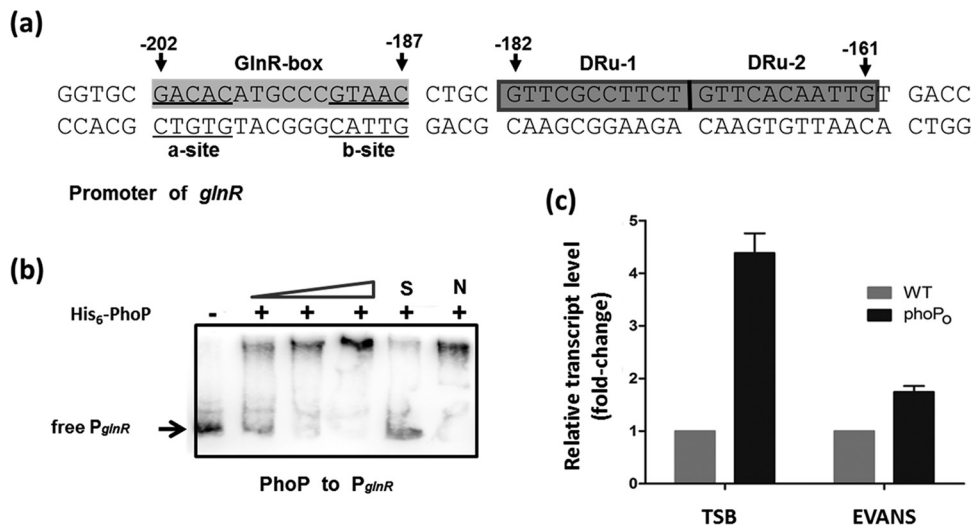 (a)
-202 -187 -182 -161
GlnR-box DRu-1 DRu-2
GGTGC GACACATGCCCGTAAC CTGC GTTCGCCTTCT GTTCACAATTGT GACC
CCACG CTGTGTACGGGCATTG GACG CAAGCGGAAGA CAAGTGTTAACA CTGG
a-site b-site
Promoter of glnR
(b)
S N
His6-PhoP - + + + + +
free PglnR
PhoP to PglnR
(c)
Relative transcript level
(fold-change)
5
4
3
2
1
0
WT
phoPO
TSB EVANS